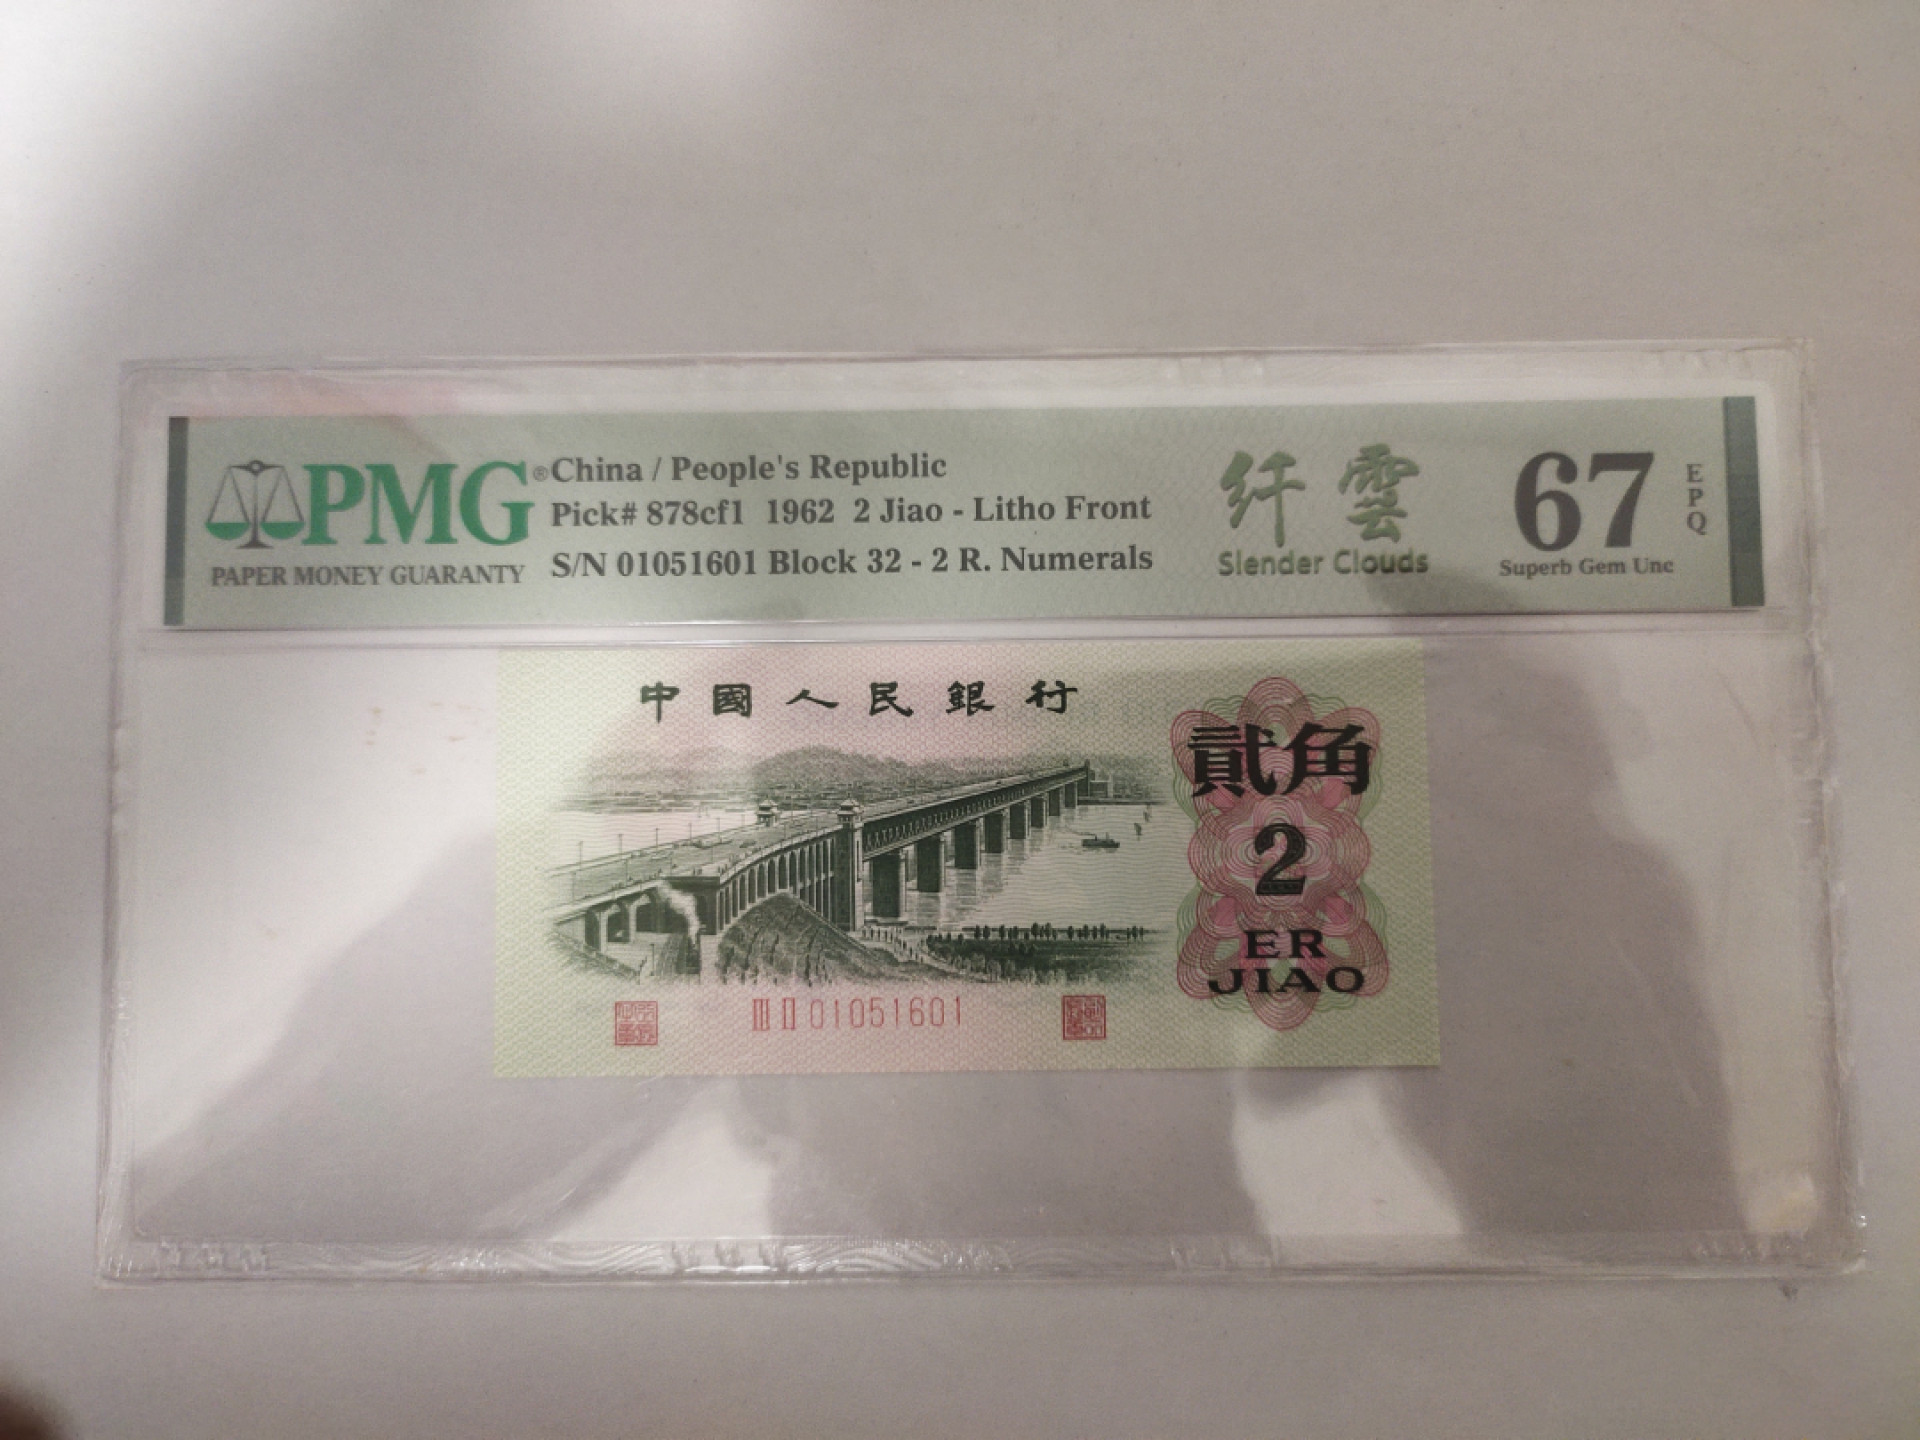 PMG®
PAPER MONEY GUARANTY
China / People's Republic
Pick# 878cf1 1962 2 Jiao - Litho Front
S/N 01051601 Block 32 - 2 R. Numerals
纤雲
Slender Clouds
67
EPQ
Superb Gem Unc
中國人民銀行
貳角
2
ER
JIAO
III II 01051601